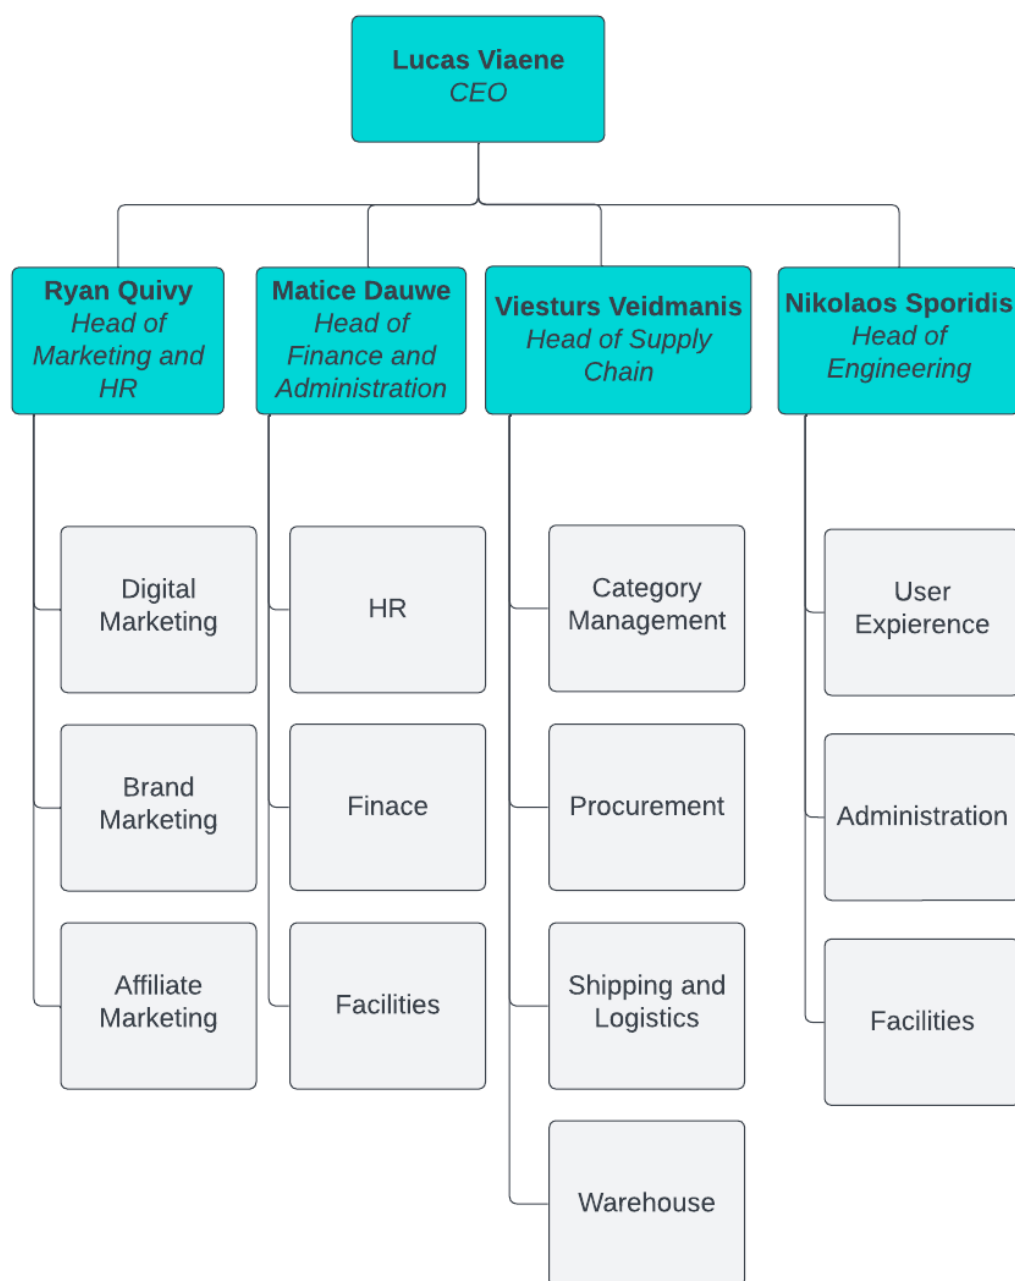 Lucas Viaene
CEO
Ryan Quivy
Head of
Marketing and
HR
Matice Dauwe
Head of
Finance and
Administration
Viesturs Veidmanis
Head of Supply
Chain
Nikolaos Sporidis
Head of
Engineering
Digital
Marketing
Brand
Marketing
Affiliate
Marketing
HR
Finace
Facilities
Category
Management
Procurement
Shipping and
Logistics
Warehouse
User
Expierence
Administration
Facilities